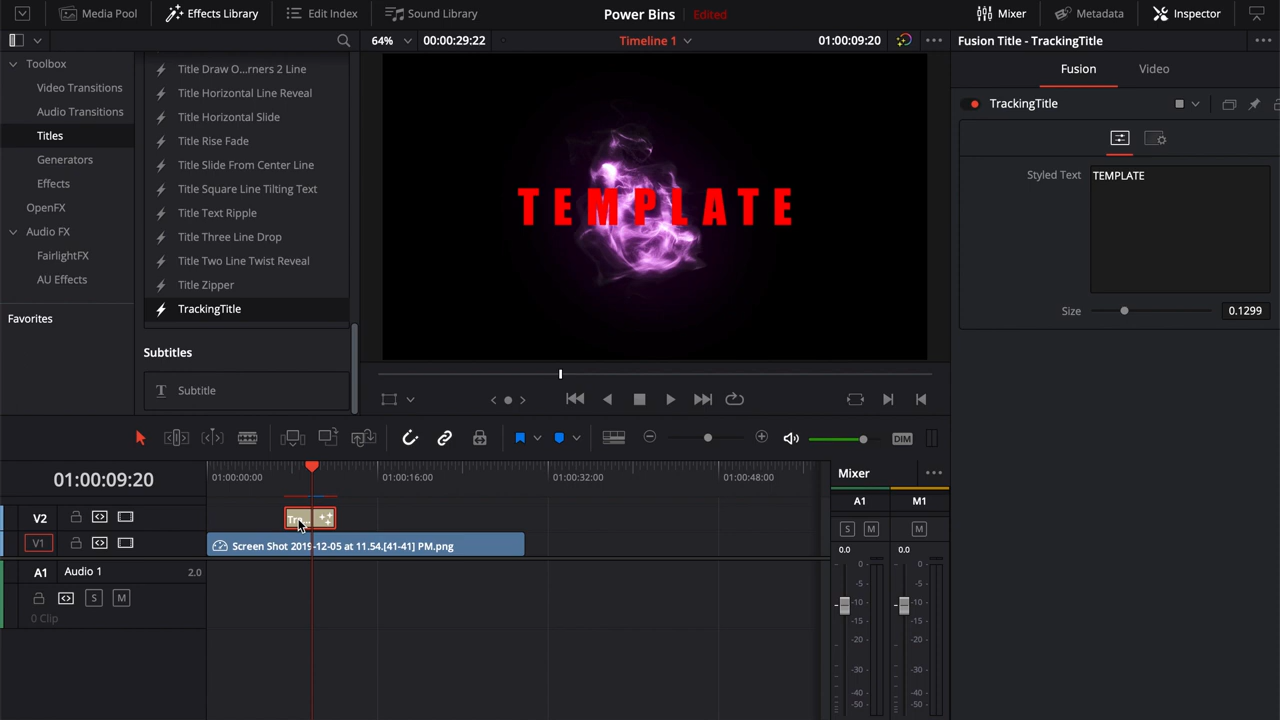 Media Pool
Effects Library
Edit Index
Sound Library
Power Bins
Edited
Mixer
Metadata
Inspector
64%
00:00:29:22
Timeline 1
01:00:09:20
Fusion Title - TrackingTitle
Toolbox
Video Transitions
Audio Transitions
Titles
Generators
Effects
OpenFX
Audio FX
FairlightFX
AU Effects
Favorites
Title Draw O...rners 2 Line
Title Horizontal Line Reveal
Title Horizontal Slide
Title Rise Fade
Title Slide From Center Line
Title Square Line Tilting Text
Title Text Ripple
Title Three Line Drop
Title Two Line Twist Reveal
Title Zipper
TrackingTitle
Subtitles
Subtitle
TEMPLATE
Fusion
Video
TrackingTitle
Styled Text
TEMPLATE
Size
0.1299
DIM
01:00:09:20
01:00:00:00
01:00:16:00
01:00:32:00
01:00:48:00
V2
V1
Screen Shot 2019-12-05 at 11.54.[41-41] PM.png
A1
Audio 1
2.0
S
M
0 Clip
Mixer
A1
M1
S
M
M
0.0
0.0
0
0
-5
-5
-10
-10
-15
-15
-20
-20
-30
-30
-40
-40
-50
-50